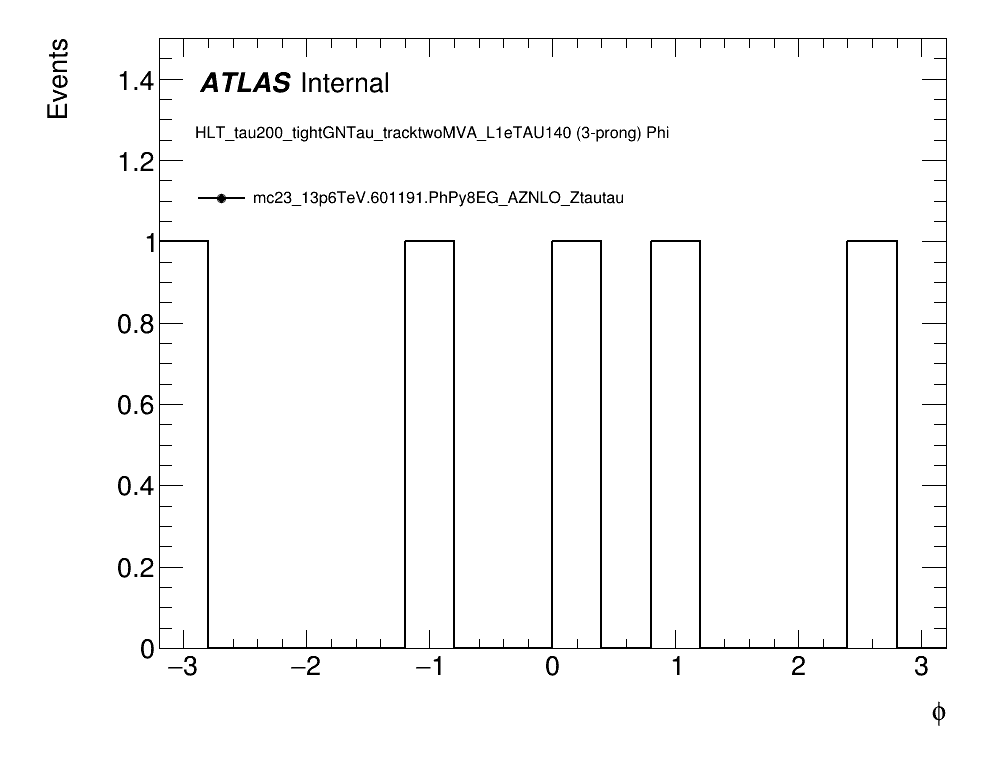 Events
ATLAS Internal
HLT_tau200_tightGNTau_tracktwoMVA_L1eTAU140 (3-prong) Phi
mc23_13p6TeV.601191.PhPy8EG_AZNLO_Ztautau
1.4
1.2
1
0.8
0.6
0.4
0.2
0
−3 −2 −1 0 1 2 3
ϕ